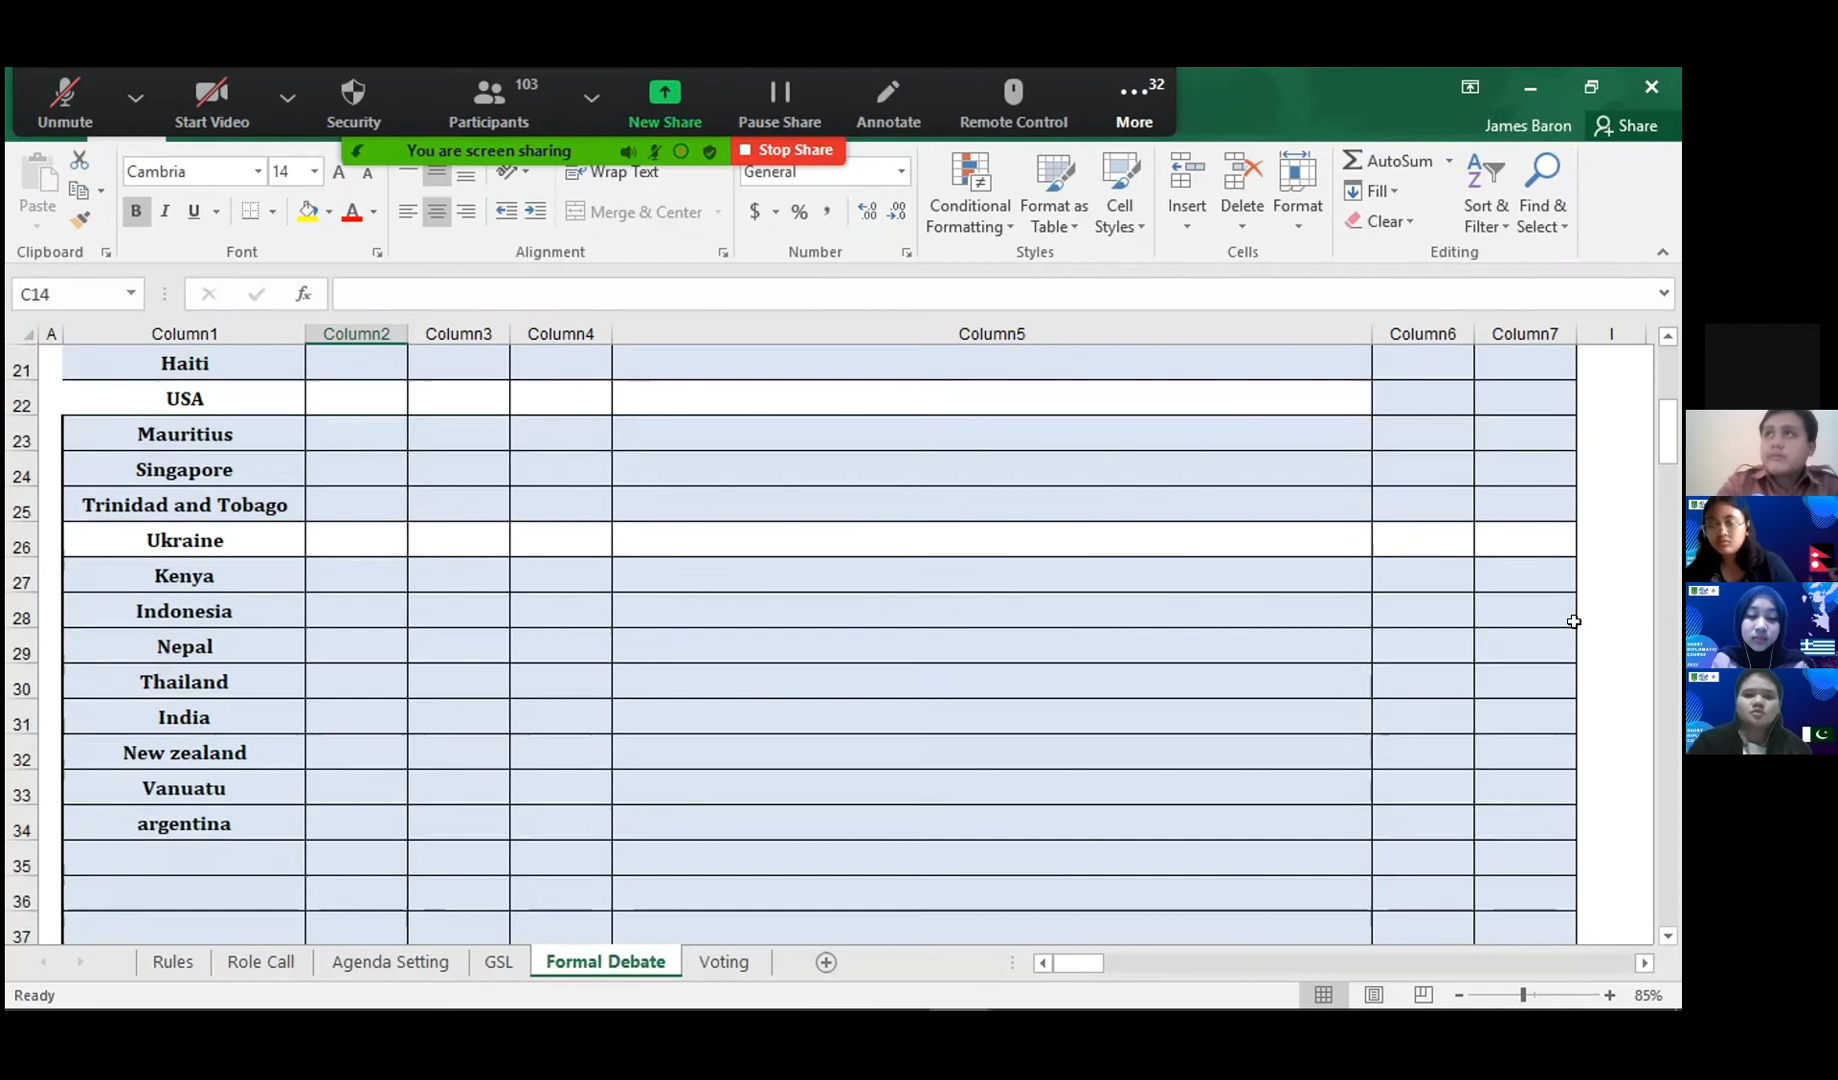 103
32
Unmute Start Video Security Participants New Share Pause Share Annotate Remote Control More
James Baron Share
You are screen sharing Stop Share
Cambria 14 A A Wrap Text General AutoSum
Paste B I U A Merge & Center $ % , Conditional Formatting Format as Table Cell Styles Insert Delete Format Fill Clear Sort & Filter Find & Select
Clipboard Font Alignment Number Styles Cells Editing
C14 fx
A Column1 Column2 Column3 Column4 Column5 Column6 Column7 I
21 Haiti
22 USA
23 Mauritius
24 Singapore
25 Trinidad and Tobago
26 Ukraine
27 Kenya
28 Indonesia
29 Nepal
30 Thailand
31 India
32 New zealand
33 Vanuatu
34 argentina
35
36
37
Rules Role Call Agenda Setting GSL Formal Debate Voting
Ready 85%